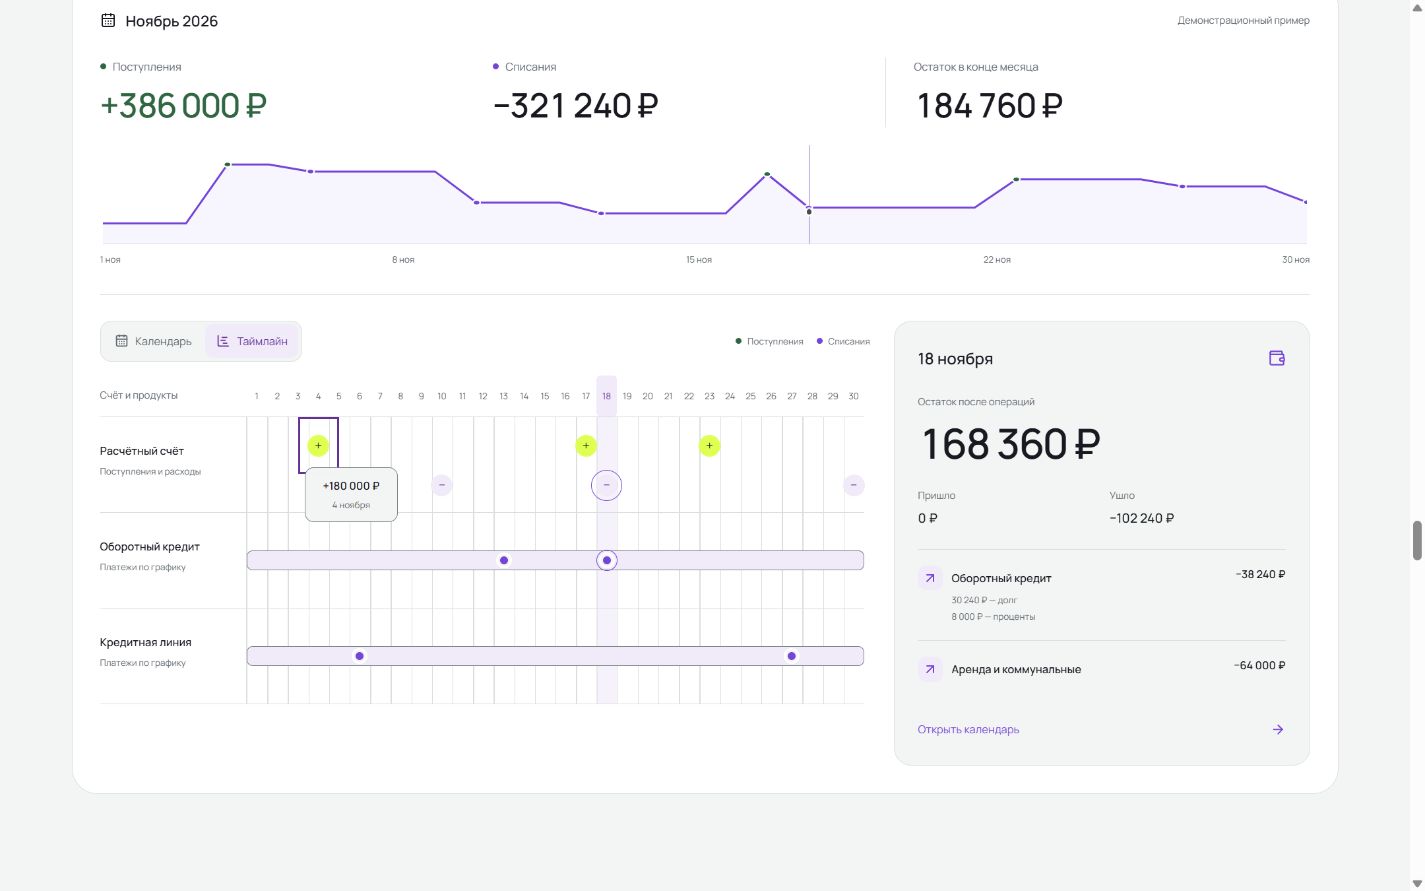 Ноябрь 2026
Демонстрационный пример
Поступления
Списания
Остаток в конце месяца
+386 000 ₽
−321 240 ₽
184 760 ₽
1 ноя
8 ноя
15 ноя
22 ноя
30 ноя
Календарь
Таймлайн
Поступления
Списания
Счёт и продукты
1 2 3 4 5 6 7 8 9 10 11 12 13 14 15 16 17 18 19 20 21 22 23 24 25 26 27 28 29 30
Расчётный счёт
Поступления и расходы
+180 000 ₽
4 ноября
Оборотный кредит
Платежи по графику
Кредитная линия
Платежи по графику
18 ноября
Остаток после операций
168 360 ₽
Пришло
Ушло
0 ₽
−102 240 ₽
Оборотный кредит
−38 240 ₽
30 240 ₽ — долг
8 000 ₽ — проценты
Аренда и коммунальные
−64 000 ₽
Открыть календарь